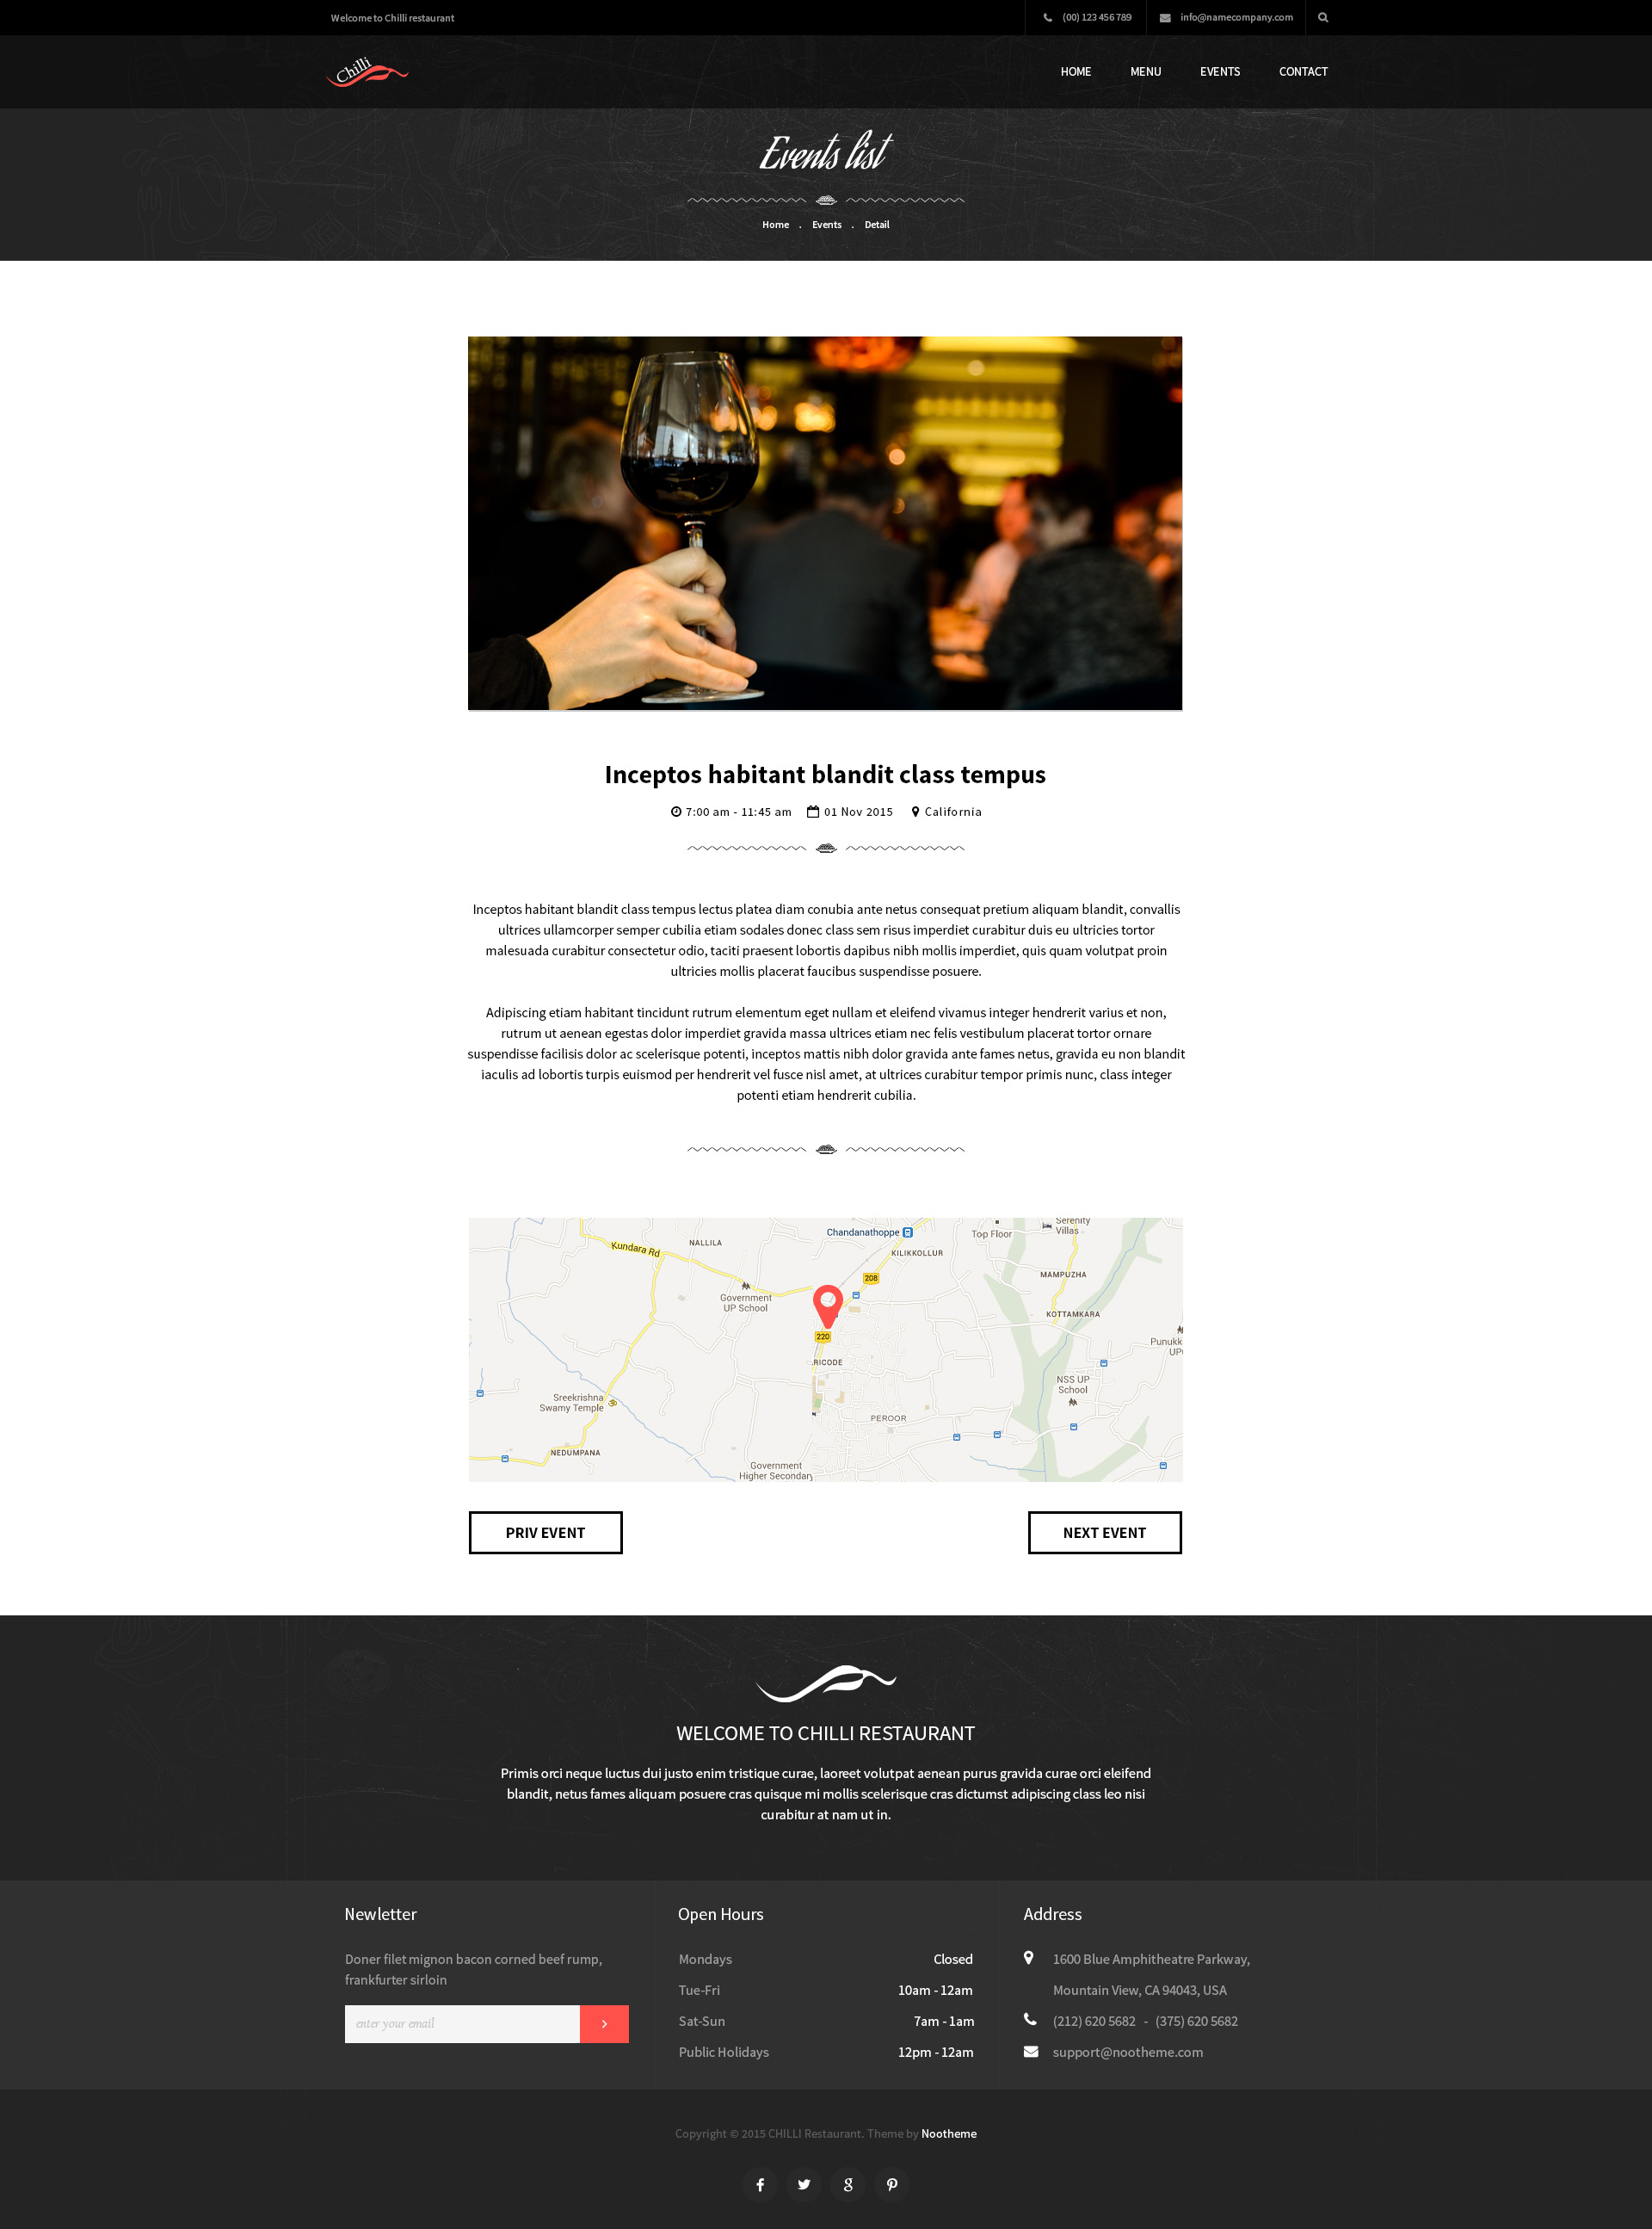 Welcome to Chilli restaurant
(00) 123 456 789
info@namecompany.com
Chilli
HOME
MENU
EVENTS
CONTACT
Events list
Home . Events . Detail
Inceptos habitant blandit class tempus
7:00 am - 11:45 am
01 Nov 2015
California
Inceptos habitant blandit class tempus lectus platea diam conubia ante netus consequat pretium aliquam blandit, convallis
ultrices ullamcorper semper cubilia etiam sodales donec class sem risus imperdiet curabitur duis eu ultricies tortor
malesuada curabitur consectetur odio, taciti praesent lobortis dapibus nibh mollis imperdiet, quis quam volutpat proin
ultricies mollis placerat faucibus suspendisse posuere.
Adipiscing etiam habitant tincidunt rutrum elementum eget nullam et eleifend vivamus integer hendrerit varius et non,
rutrum ut aenean egestas dolor imperdiet gravida massa ultrices etiam nec felis vestibulum placerat tortor ornare
suspendisse facilisis dolor ac scelerisque potenti, inceptos mattis nibh dolor gravida ante fames netus, gravida eu non blandit
iaculis ad lobortis turpis euismod per hendrerit vel fusce nisl amet, at ultrices curabitur tempor primis nunc, class integer
potenti etiam hendrerit cubilia.
Serenity
Villas
Chandanathoppe
Top Floor
NALLILA
Kundara Rd
KILIKKOLLUR
MAMPUZHA
208
Government
UP School
KOTTAMKARA
220
Punukk
UP
RICODE
NSS UP
School
Sreekrishna
Swamy Temple
PEROOR
NEDUMPANA
Government
Higher Secondary
PRIV EVENT
NEXT EVENT
WELCOME TO CHILLI RESTAURANT
Primis orci neque luctus dui justo enim tristique curae, laoreet volutpat aenean purus gravida curae orci eleifend
blandit, netus fames aliquam posuere cras quisque mi mollis scelerisque cras dictumst adipiscing class leo nisi
curabitur at nam ut in.
Newletter
Doner filet mignon bacon corned beef rump,
frankfurter sirloin
enter your email
Open Hours
Mondays Closed
Tue-Fri 10am - 12am
Sat-Sun 7am - 1am
Public Holidays 12pm - 12am
Address
1600 Blue Amphitheatre Parkway,
Mountain View, CA 94043, USA
(212) 620 5682 - (375) 620 5682
support@nootheme.com
Copyright © 2015 CHILLI Restaurant. Theme by Nootheme